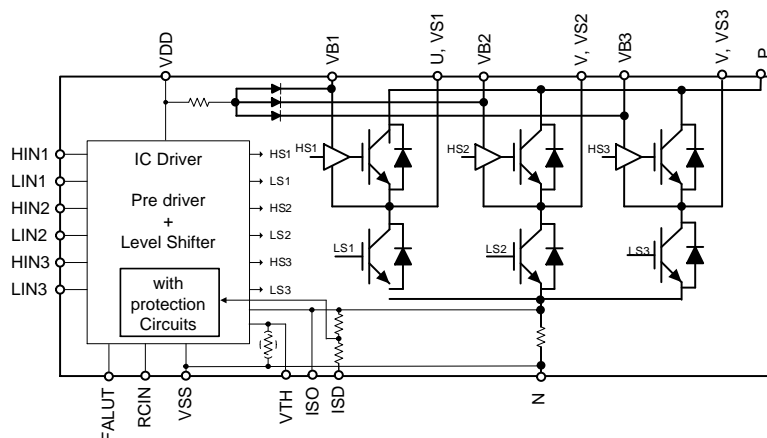 VDD
VB1
U, VS1
VB2
V, VS2
VB3
V, VS3
P
HIN1
LIN1
HIN2
LIN2
HIN3
LIN3
IC Driver
Pre driver
+
Level Shifter
with
protection
Circuits
HS1
LS1
HS2
LS2
HS3
LS3
HS1
HS2
HS3
LS1
LS2
LS3
FALUT
RCIN
VSS
VTH
ISO
ISD
N